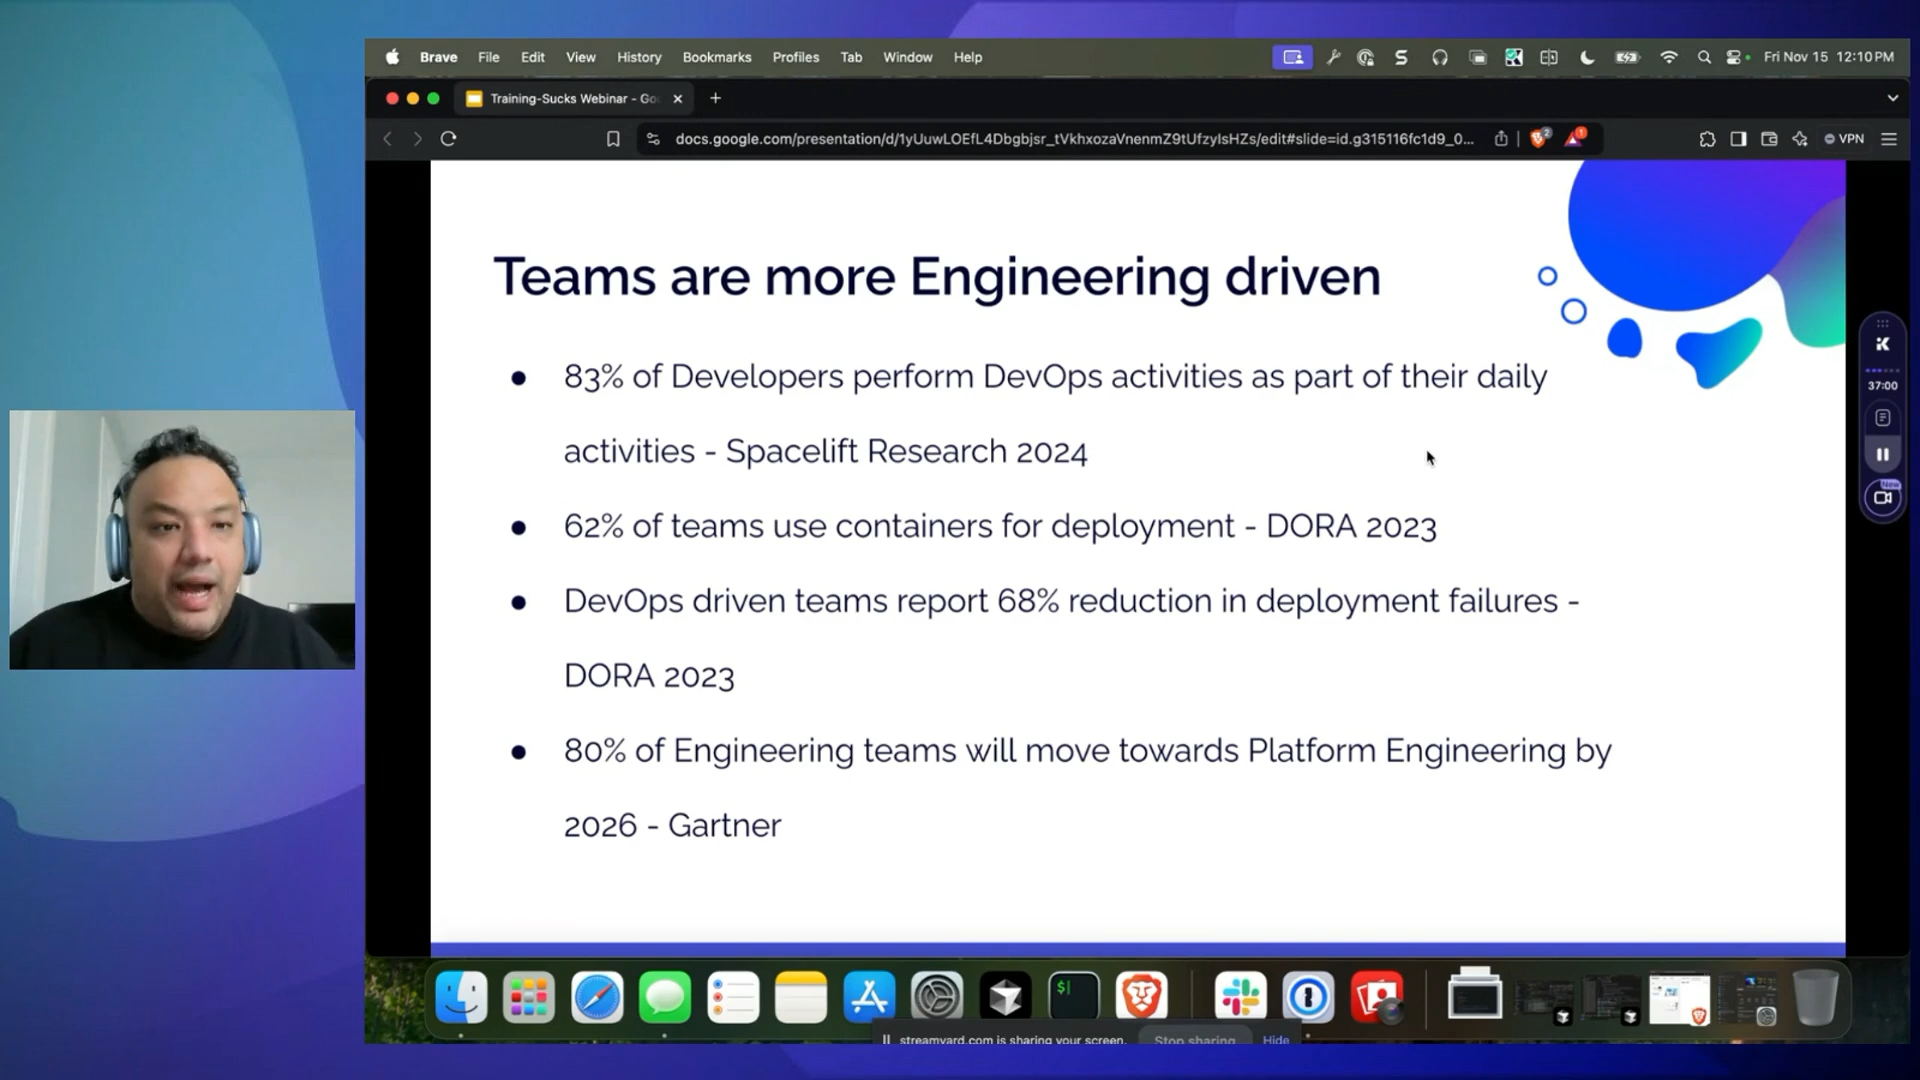 Brave File Edit View History Bookmarks Profiles Tab Window Help Fri Nov 15 12:10 PM
Training-Sucks Webinar - Goo
docs.google.com/presentation/d/1yUuwLOEfL4Dbgbjsr_tVkhxozaVnenmZ9tUfzyIsHZs/edit#slide=id.g315116fc1d9_0... 2 1 VPN
Teams are more Engineering driven
● 83% of Developers perform DevOps activities as part of their daily
activities - Spacelift Research 2024
● 62% of teams use containers for deployment - DORA 2023
● DevOps driven teams report 68% reduction in deployment failures -
DORA 2023
● 80% of Engineering teams will move towards Platform Engineering by
2026 - Gartner
37:00
New
$
streamyard.com is sharing your screen. Stop sharing Hide